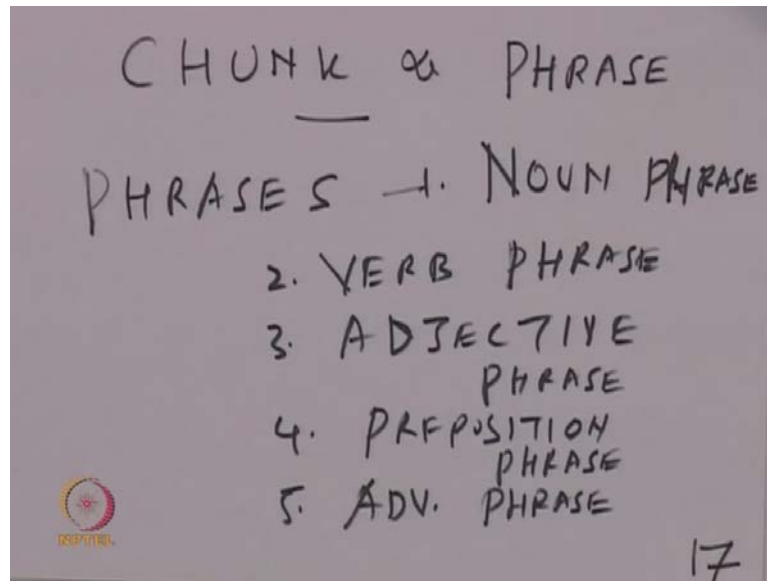 CHUNK & PHRASE
PHRASES → 1. NOUN PHRASE
2. VERB PHRASE
3. ADJECTIVE
PHRASE
4. PREPOSITION
PHRASE
5. ADV. PHRASE
NPTEL
17